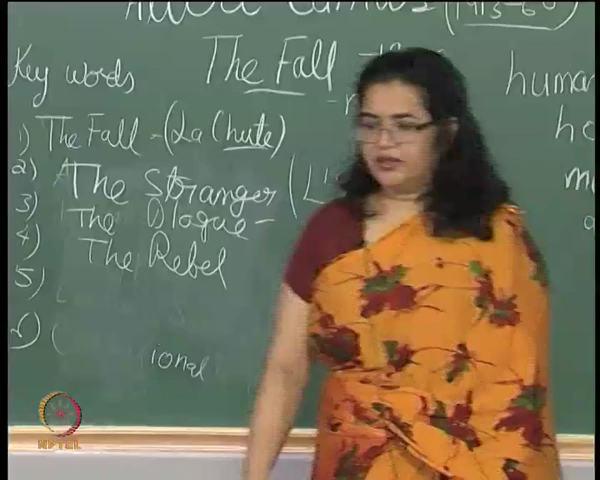 Albert Camus (1913-60)
The Fall
Key words
human
1) The Fall - (La Chute)
2) The Stranger (L'
3) The Plague -
4) The Rebel
5)
6) (
ional
NPTEL